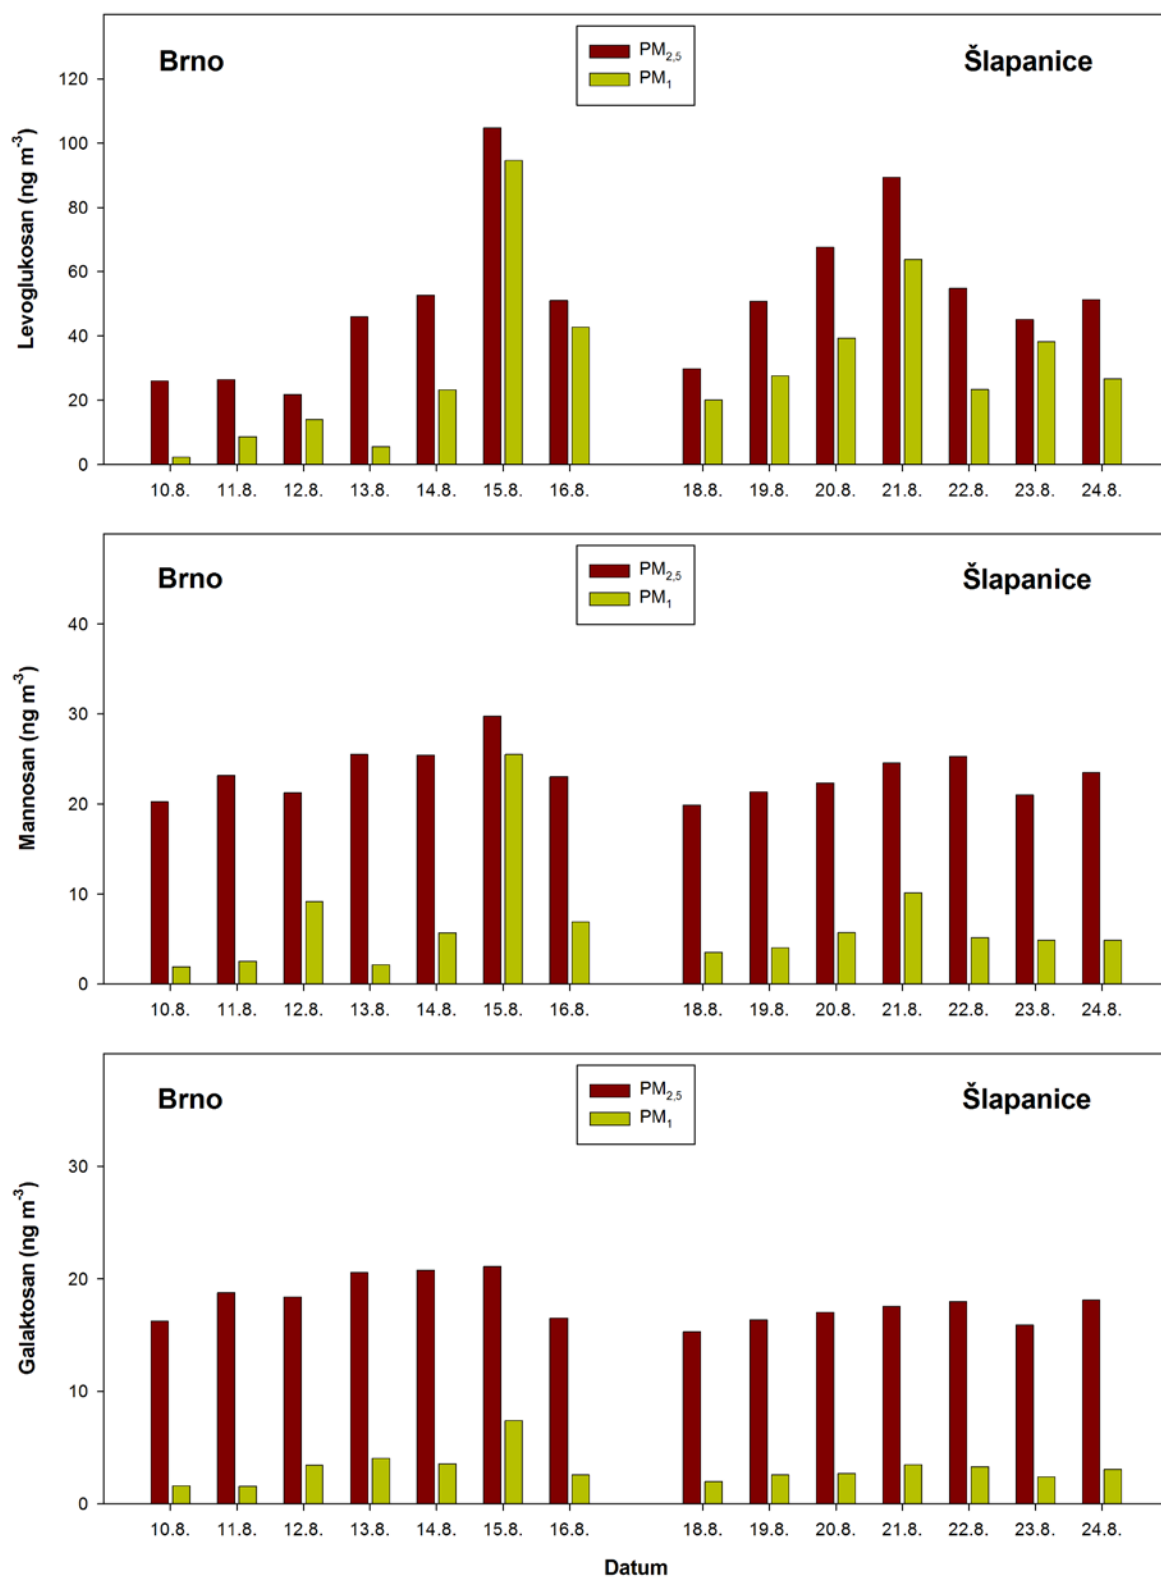 Brno
PM2,5
PM1
Šlapanice
Levoglukosan (ng m-3)
120
100
80
60
40
20
0
10.8. 11.8. 12.8. 13.8. 14.8. 15.8. 16.8. 18.8. 19.8. 20.8. 21.8. 22.8. 23.8. 24.8.
Brno
PM2,5
PM1
Šlapanice
Mannosan (ng m-3)
40
30
20
10
0
10.8. 11.8. 12.8. 13.8. 14.8. 15.8. 16.8. 18.8. 19.8. 20.8. 21.8. 22.8. 23.8. 24.8.
Brno
PM2,5
PM1
Šlapanice
Galaktosan (ng m-3)
30
20
10
0
10.8. 11.8. 12.8. 13.8. 14.8. 15.8. 16.8. 18.8. 19.8. 20.8. 21.8. 22.8. 23.8. 24.8.
Datum